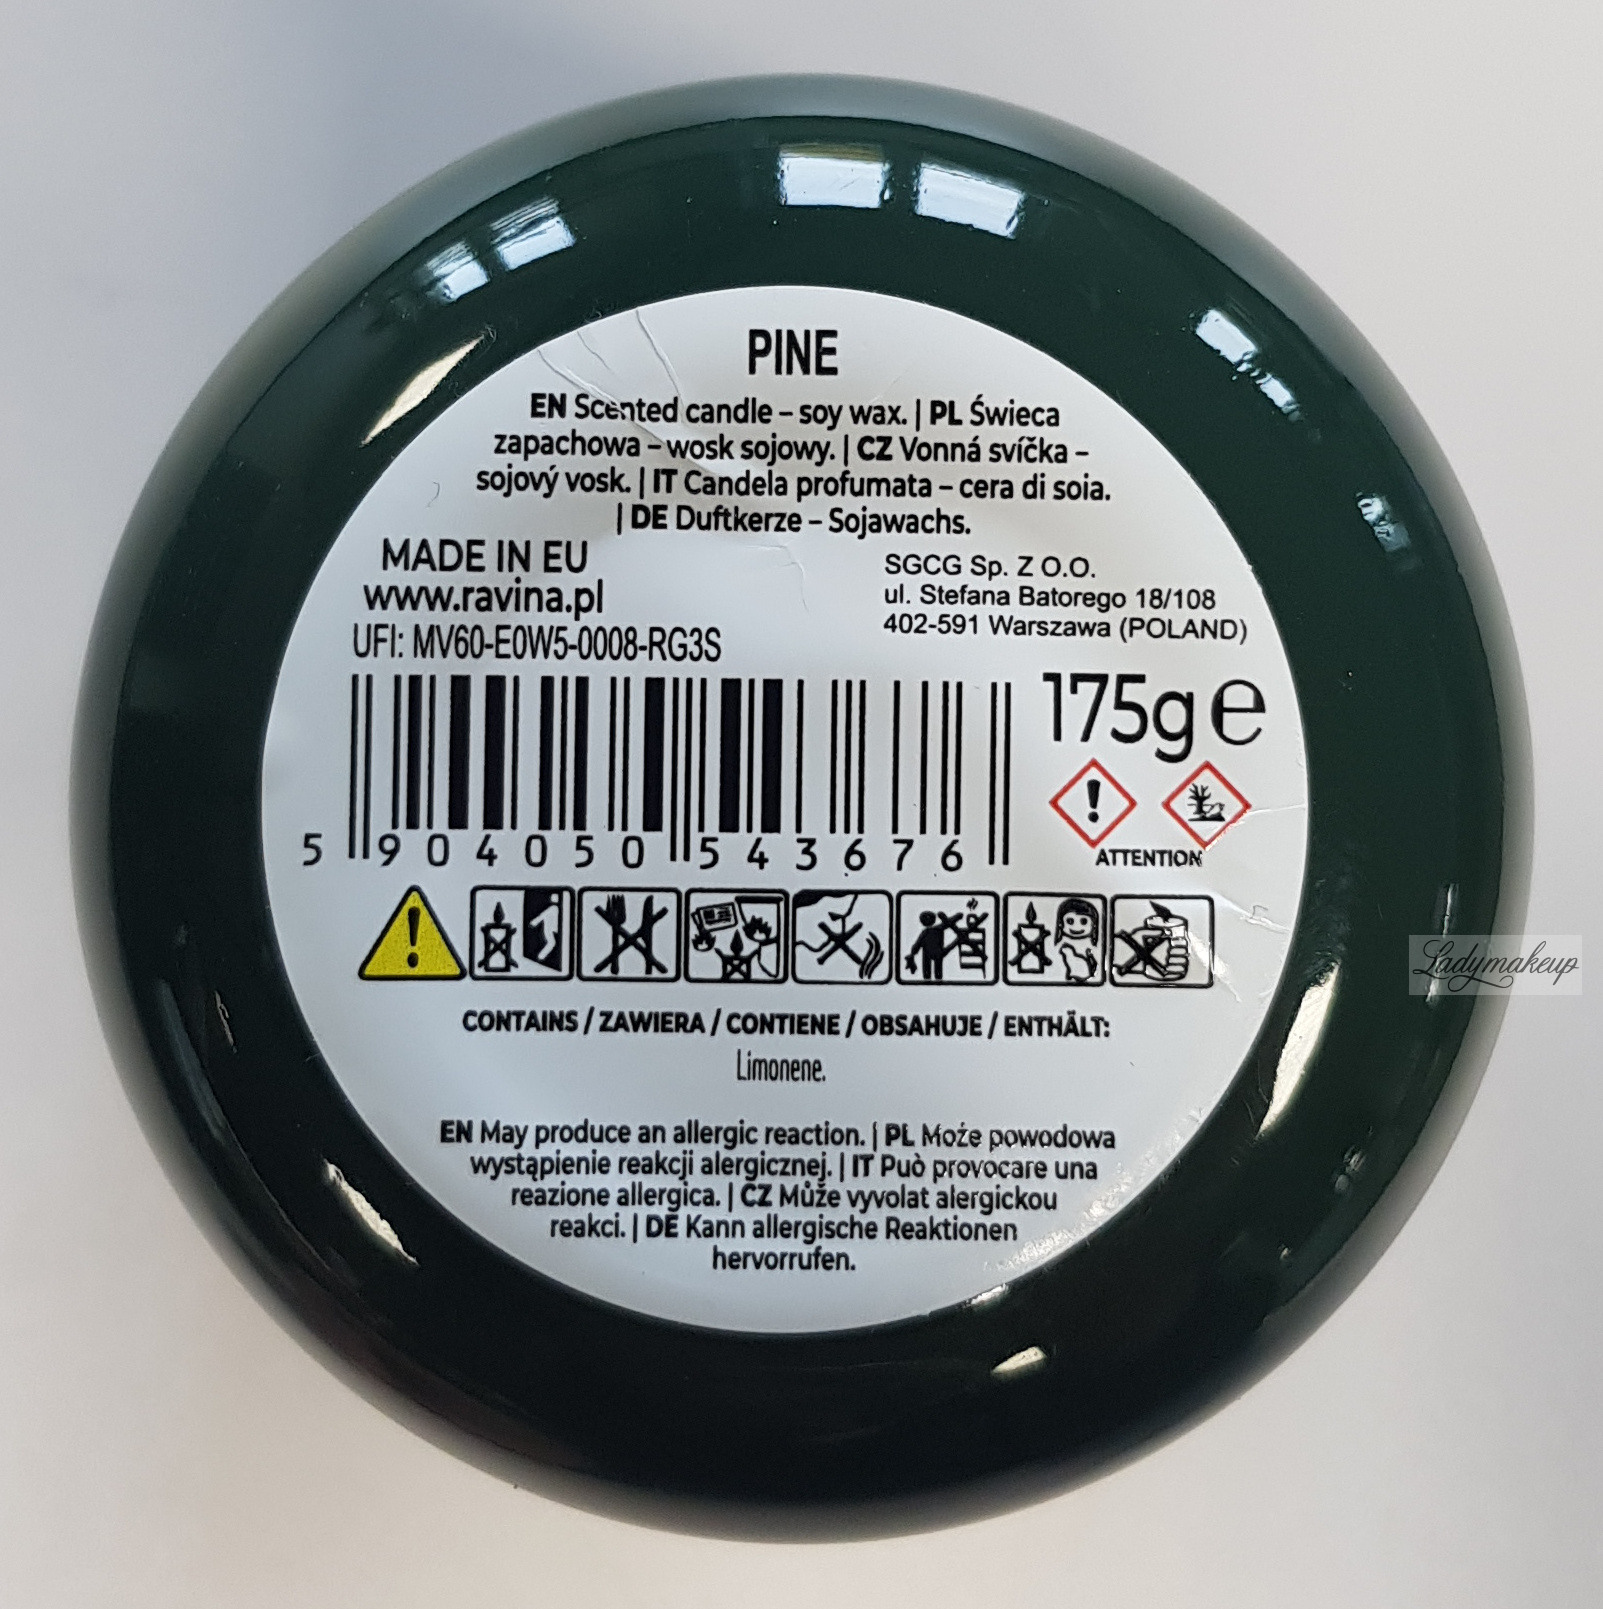 PINE
EN Scented candle – soy wax. | PL Świeca
zapachowa – wosk sojowy. | CZ Vonná svíčka –
sojový vosk. | IT Candela profumata – cera di soia.
| DE Duftkerze – Sojawachs.
MADE IN EU
www.ravina.pl
UFI: MV60-E0W5-0008-RG3S
SGCG Sp. Z O.O.
ul. Stefana Batorego 18/108
402-591 Warszawa (POLAND)
175g e
5 904050 543676
ATTENTION
CONTAINS / ZAWIERA / CONTIENE / OBSAHUJE / ENTHÄLT:
Limonene.
EN May produce an allergic reaction. | PL Może powodowa
wystąpienie reakcji alergicznej. | IT Può provocare una
reazione allergica. | CZ Může vyvolat alergickou
reakci. | DE Kann allergische Reaktionen
hervorrufen.
Ladymakeup